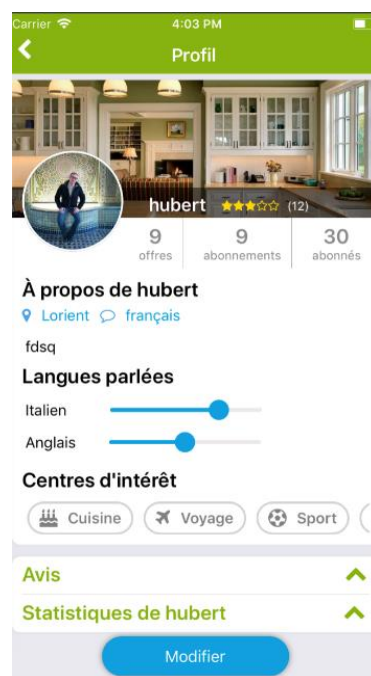 Carrier 4:03 PM
Profil
hubert (12)
9 9 30
offres abonnements abonnés
À propos de hubert
Lorient français
fdsq
Langues parlées
Italien
Anglais
Centres d'intérêt
Cuisine Voyage Sport
Avis
Statistiques de hubert
Modifier